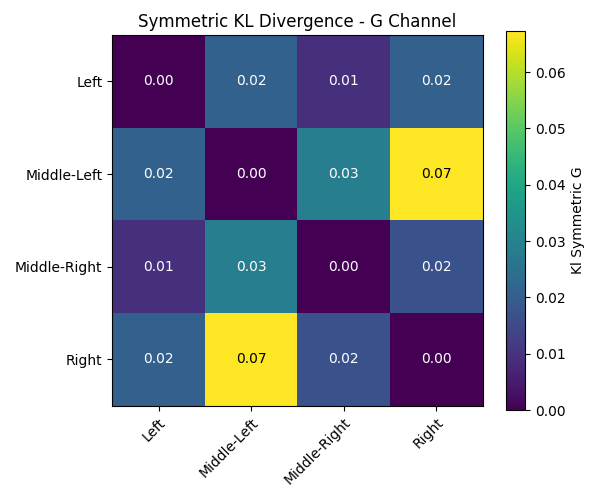 Symmetric KL Divergence - G Channel
Left 0.00 0.02 0.01 0.02
Middle-Left 0.02 0.00 0.03 0.07
Middle-Right 0.01 0.03 0.00 0.02
Right 0.02 0.07 0.02 0.00
Left Middle-Left Middle-Right Right
0.06
0.05
0.04
0.03
0.02
0.01
0.00
Kl Symmetric G